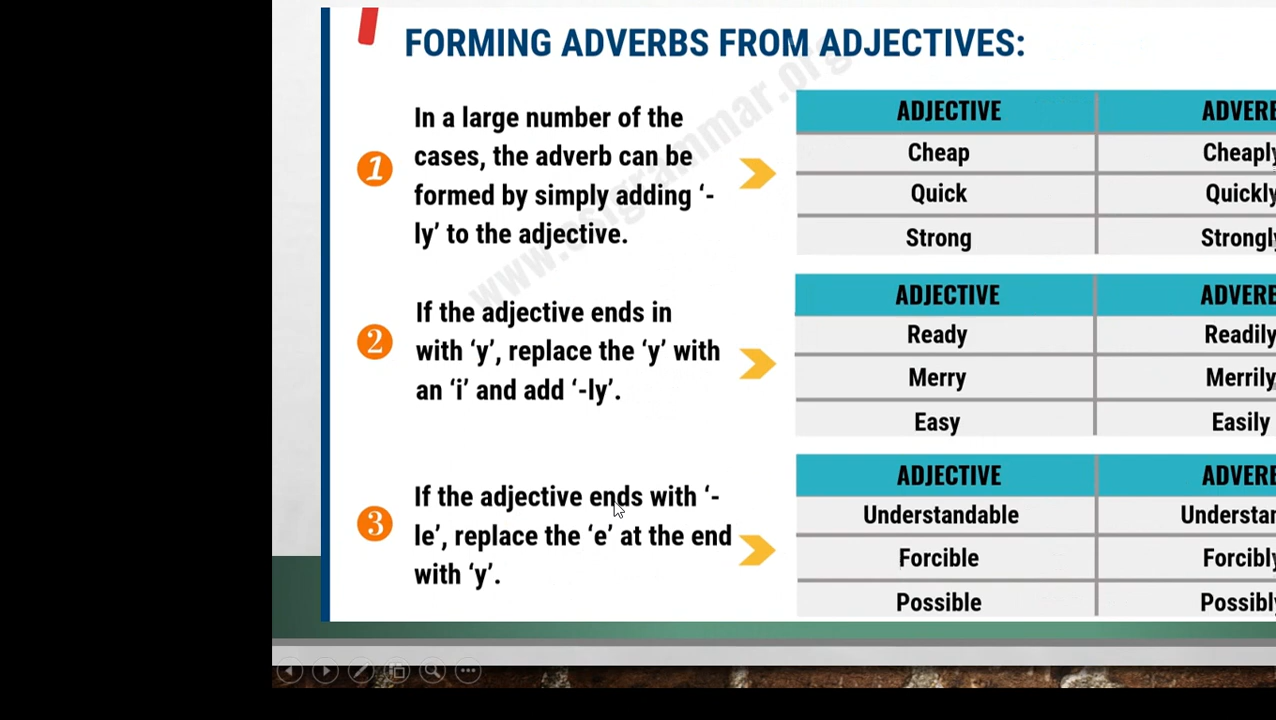 FORMING ADVERBS FROM ADJECTIVES:
1
In a large number of the
cases, the adverb can be
formed by simply adding ‘-
ly’ to the adjective.
ADJECTIVE
Cheap Cheaply
Quick Quickly
Strong
2
If the adjective ends in
with ‘y’, replace the ‘y’ with
an ‘i’ and add ‘-ly’.
ADJECTIVE
Ready Readily
Merry Merrily
Easy Easily
3
If the adjective ends with ‘-
le’, replace the ‘e’ at the end
with ‘y’.
ADJECTIVE
Understandable
Forcible Forcibly
Possible Possibly